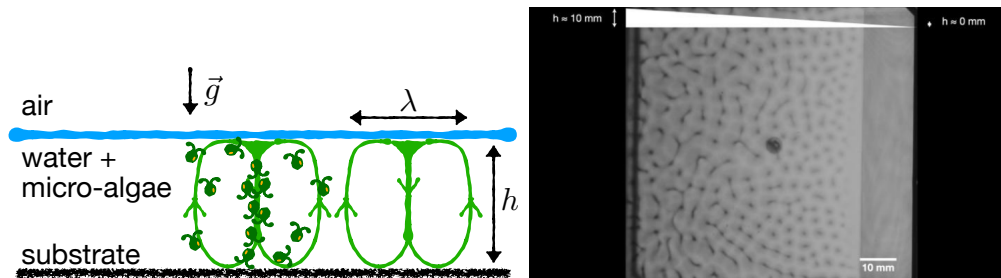 air
g⃗
λ
water +
micro-algae
h
substrate
h ≈ 10 mm
h ≈ 0 mm
10 mm